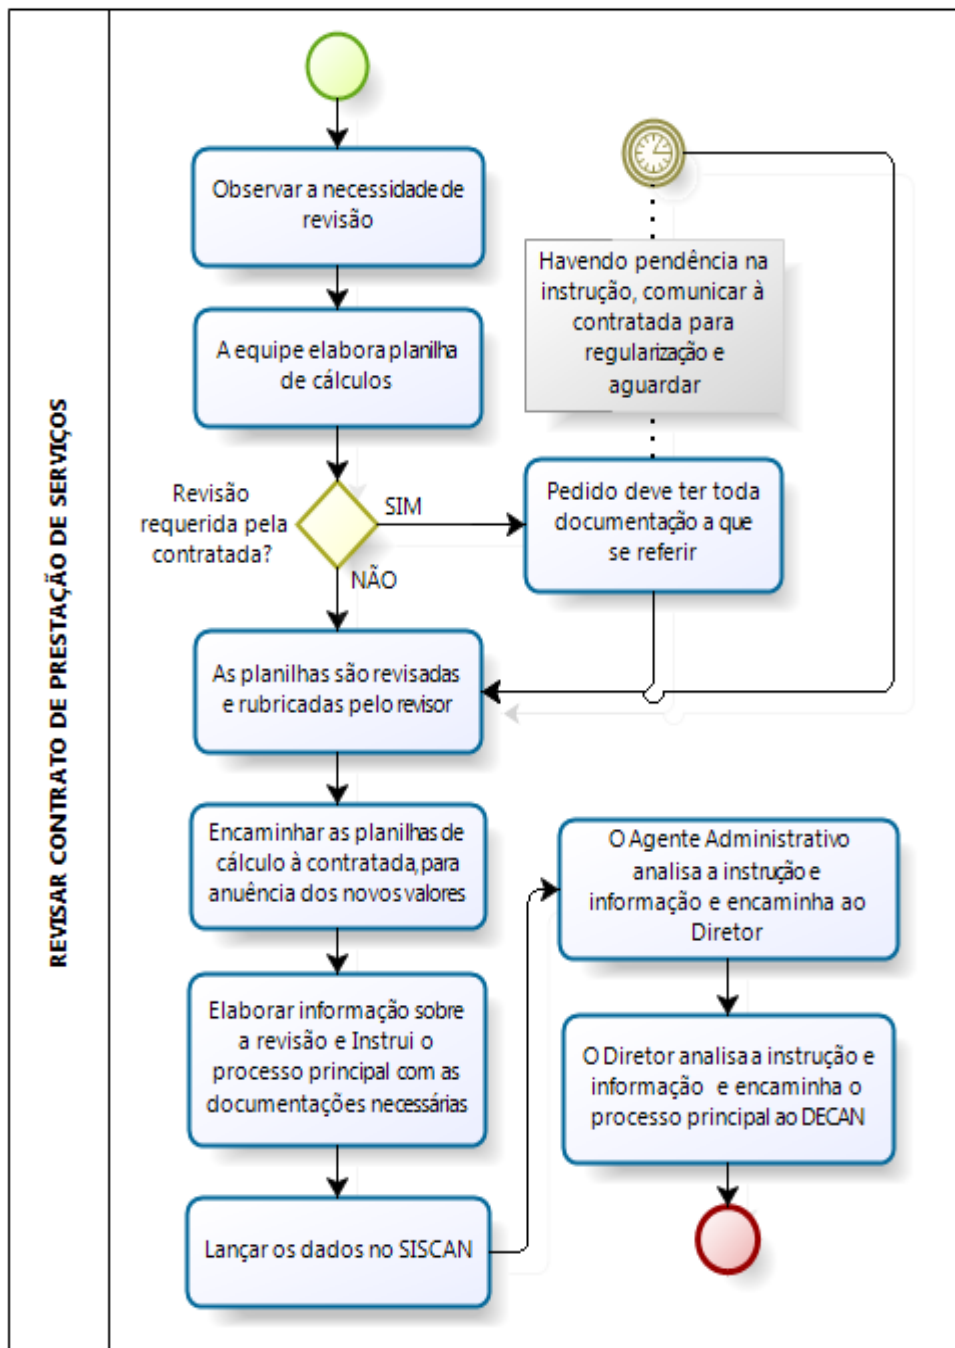 REVISAR CONTRATO DE PRESTAÇÃO DE SERVIÇOS
Observar a necessidade de
revisão
A equipe elabora planilha
de cálculos
Revisão
requerida pela
contratada?
SIM
NÃO
Havendo pendência na
instrução, comunicar à
contratada para
regularização e
aguardar
Pedido deve ter toda
documentação a que
se referir
As planilhas são revisadas
e rubricadas pelo revisor
Encaminhar as planilhas de
cálculo à contratada, para
anuência dos novos valores
Elaborar informação sobre
a revisão e Instrui o
processo principal com as
documentações necessárias
Lançar os dados no SISCAN
O Agente Administrativo
analisa a instrução e
informação e encaminha ao
Diretor
O Diretor analisa a instrução e
informação e encaminha o
processo principal ao DECAN